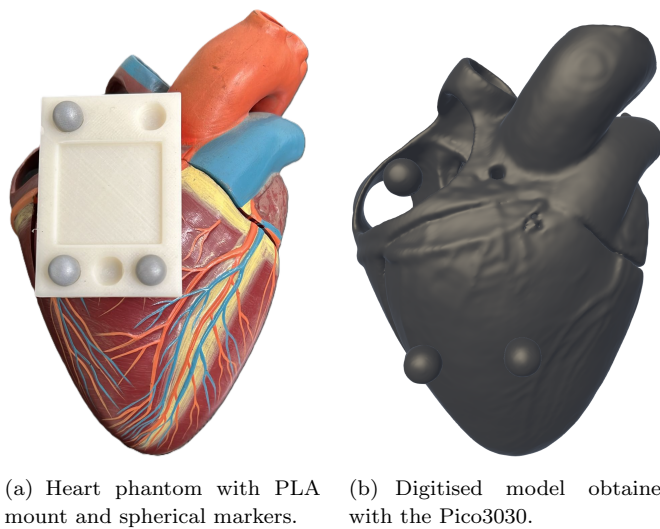 (a) Heart phantom with PLA
mount and spherical markers.
(b) Digitised model obtaine
with the Pico3030.